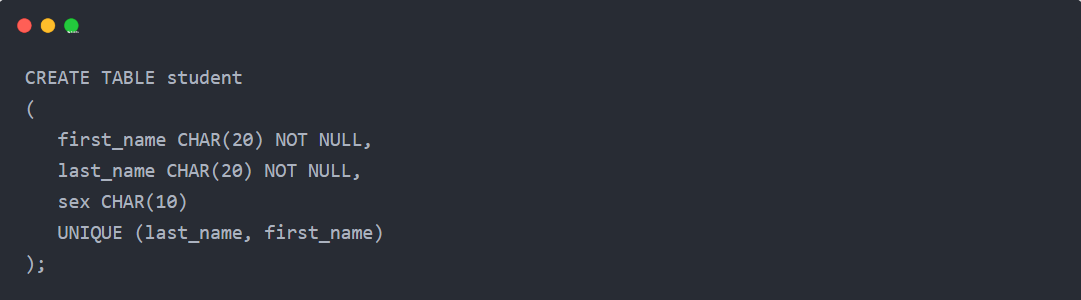 CREATE TABLE student
(
first_name CHAR(20) NOT NULL,
last_name CHAR(20) NOT NULL,
sex CHAR(10)
UNIQUE (last_name, first_name)
);